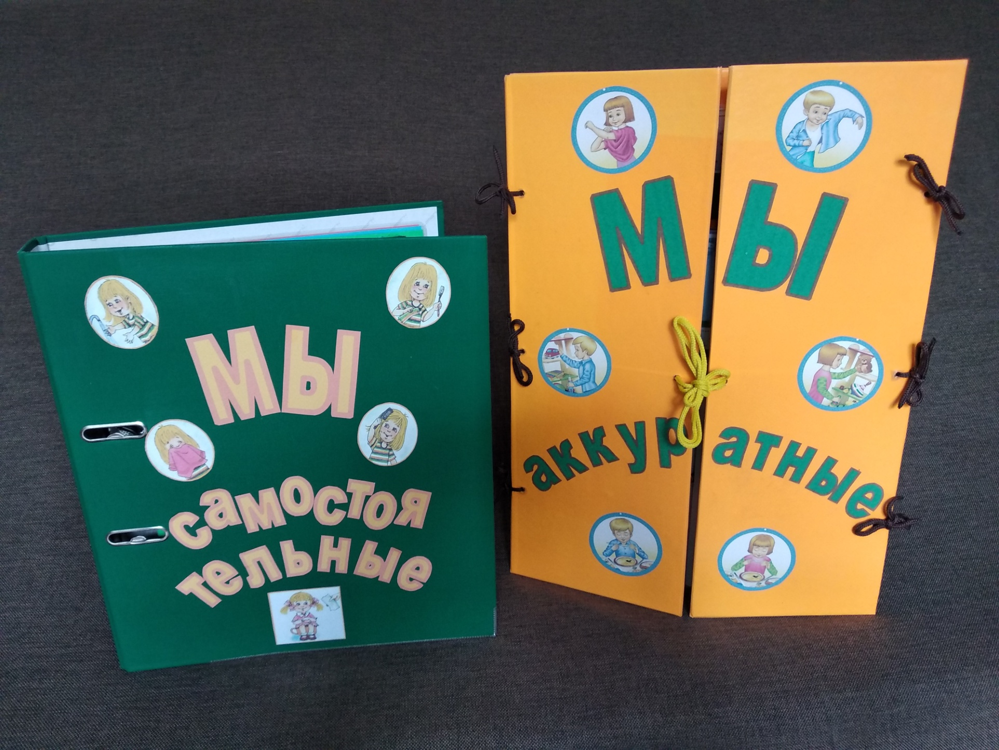 Мы
самостоя
тельные
Мы
аккуратные